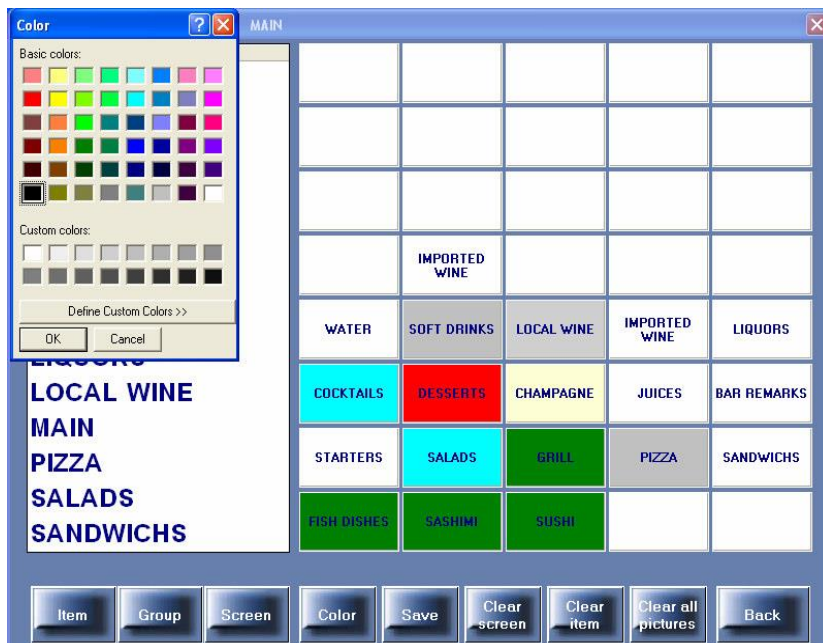 Color
?
MAIN
Basic colors:
Custom colors:
Define Custom Colors >>
OK
Cancel
LIQUORS
LOCAL WINE
MAIN
PIZZA
SALADS
SANDWICHS
IMPORTED
WINE
WATER
SOFT DRINKS
LOCAL WINE
IMPORTED
WINE
LIQUORS
COCKTAILS
DESSERTS
CHAMPAGNE
JUICES
BAR REMARKS
STARTERS
SALADS
GRILL
PIZZA
SANDWICHS
FISH DISHES
SASHIMI
SUSHI
Item
Group
Screen
Color
Save
Clear
screen
Clear
item
Clear all
pictures
Back